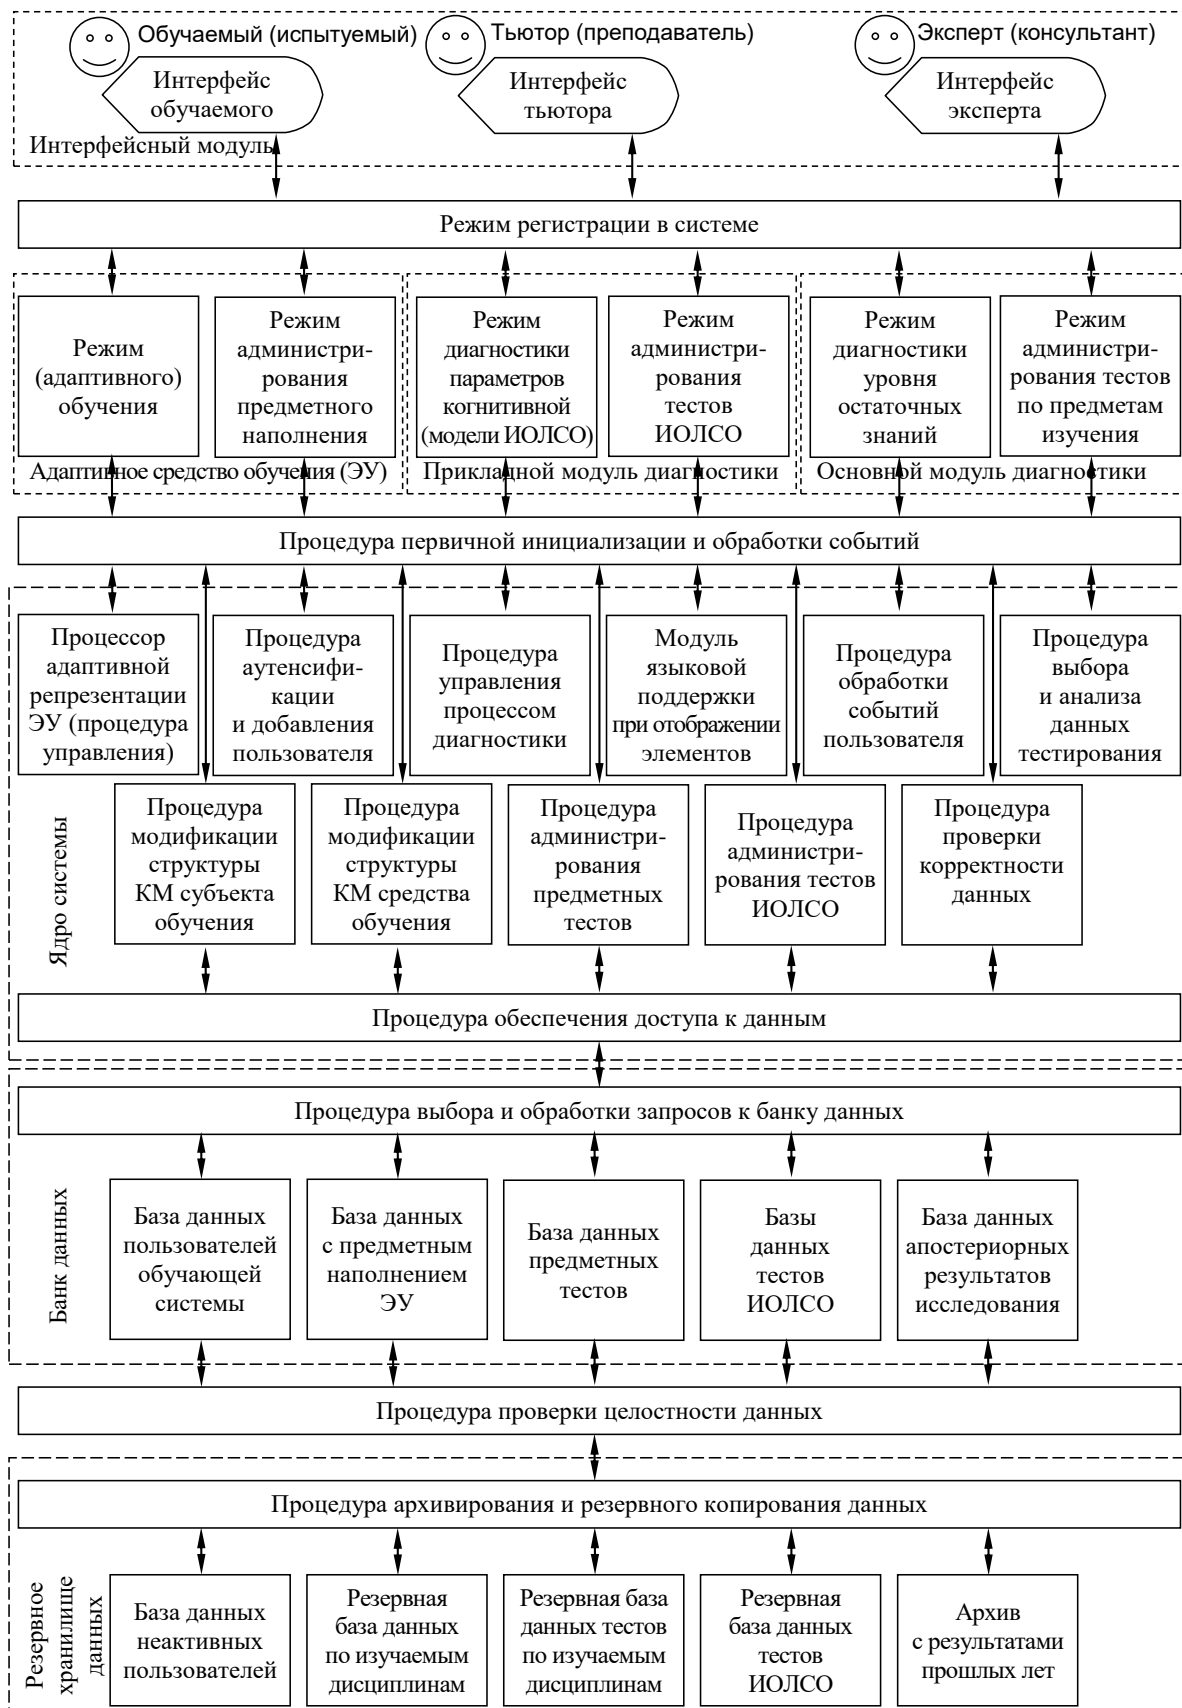 Обучаемый (испытуемый)
Тьютор (преподаватель)
Эксперт (консультант)
Интерфейс
обучаемого
Интерфейс
тьютора
Интерфейс
эксперта
Интерфейсный модуль
Режим регистрации в системе
Режим
(адаптивного)
обучения
Режим
администри-
рования
предметного
наполнения
Адаптивное средство обучения (ЭУ)
Режим
диагностики
параметров
когнитивной
(модели ИОЛСО)
Режим
администри-
рования
тестов
ИОЛСО
Прикладной модуль диагностики
Режим
диагностики
уровня
остаточных
знаний
Режим
администри-
рования тестов
по предметам
изучения
Основной модуль диагностики
Процедура первичной инициализации и обработки событий
Процессор
адаптивной
репрезентации
ЭУ (процедура
управления)
Процедура
аутенсифи-
кации
и добавления
пользователя
Процедура
управления
процессом
диагностики
Модуль
языковой
поддержки
при отображении
элементов
Процедура
обработки
событий
пользователя
Процедура
выбора
и анализа
данных
тестирования
Ядро системы
Процедура
модификации
структуры
КМ субъекта
обучения
Процедура
модификации
структуры
КМ средства
обучения
Процедура
администри-
рования
предметных
тестов
Процедура
администри-
рования тестов
ИОЛСО
Процедура
проверки
корректности
данных
Процедура обеспечения доступа к данным
Процедура выбора и обработки запросов к банку данных
Банк данных
База данных
пользователей
обучающей
системы
База данных
с предметным
наполнением
ЭУ
База данных
предметных
тестов
Базы
данных
тестов
ИОЛСО
База данных
апостериорных
результатов
исследования
Процедура проверки целостности данных
Процедура архивирования и резервного копирования данных
Резервное
хранилище
данных
База данных
неактивных
пользователей
Резервная
база данных
по изучаемым
дисциплинам
Резервная база
данных тестов
по изучаемым
дисциплинам
Резервная
база данных
тестов
ИОЛСО
Архив
с результатами
прошлых лет